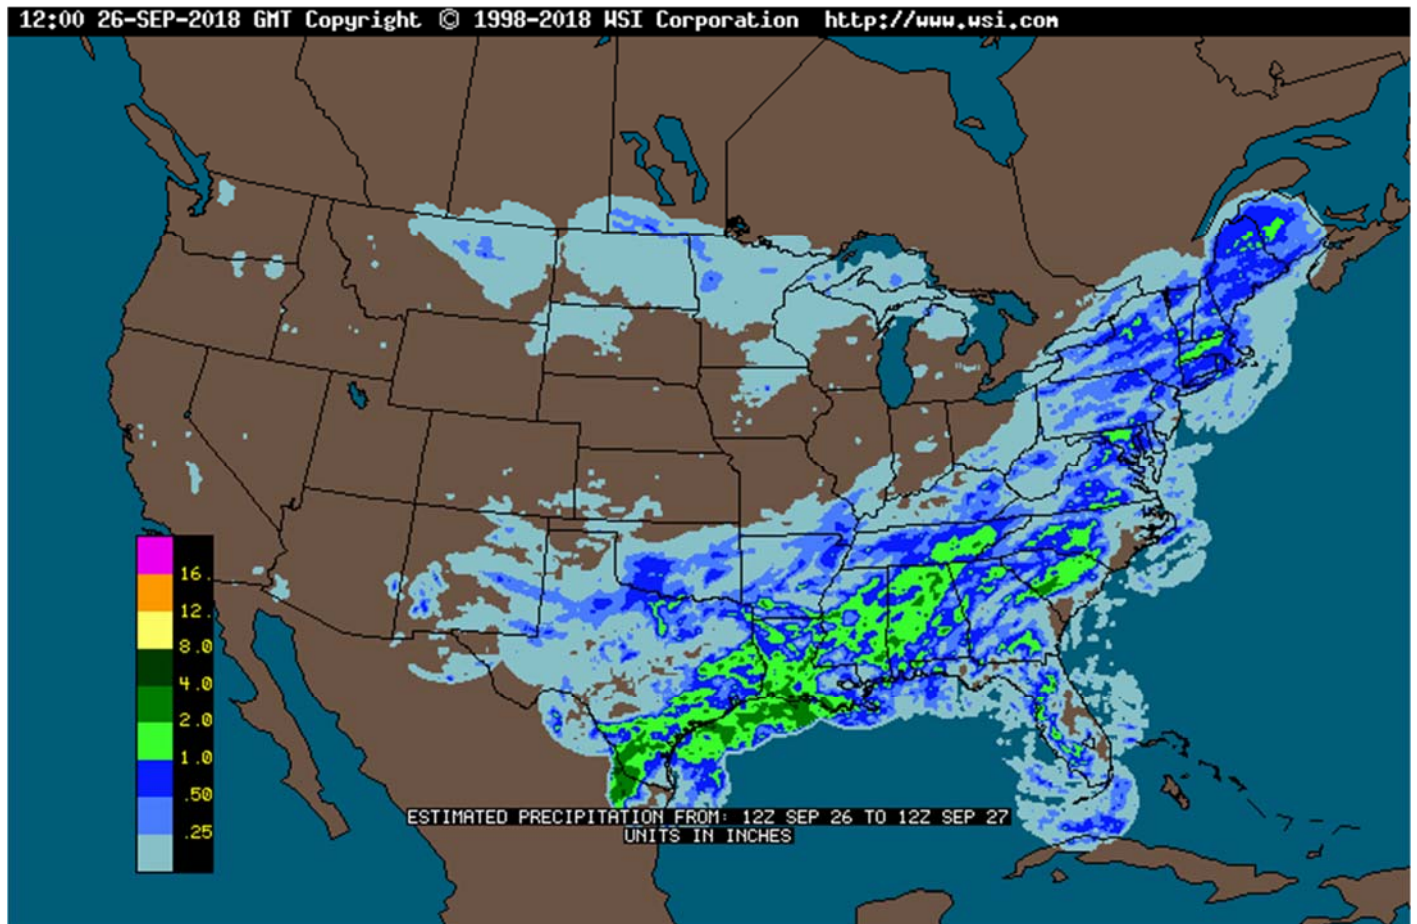 12:00 26-SEP-2018 GMT Copyright © 1998-2018 WSI Corporation http://www.wsi.com
16.
12.
8.0
4.0
2.0
1.0
.50
.25
ESTIMATED PRECIPITATION FROM: 12Z SEP 26 TO 12Z SEP 27
UNITS IN INCHES